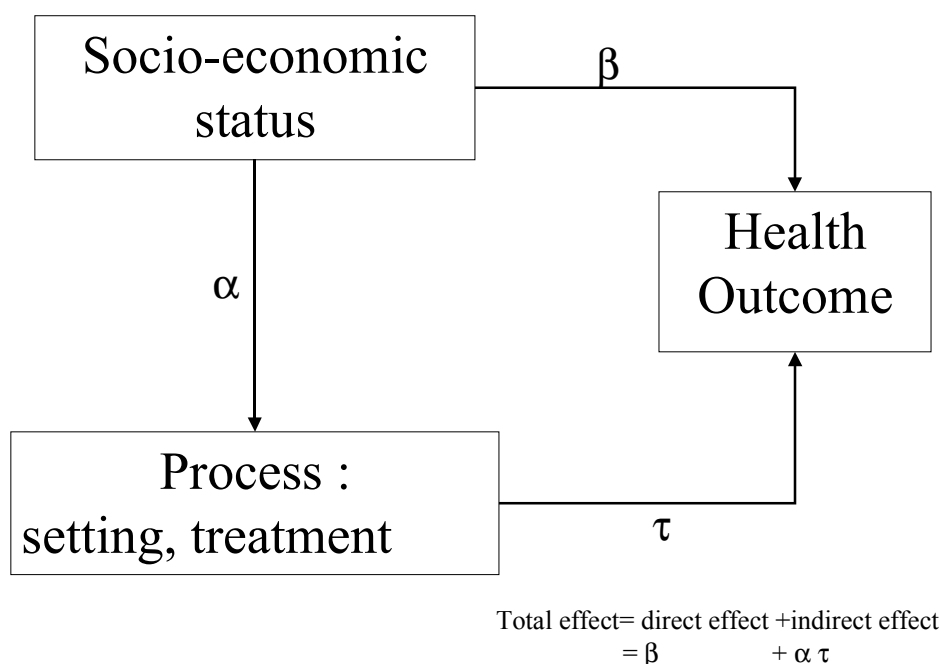 Socio-economic
status
β
Health
Outcome
α
Process :
setting, treatment
τ
Total effect= direct effect +indirect effect
= β + α τ